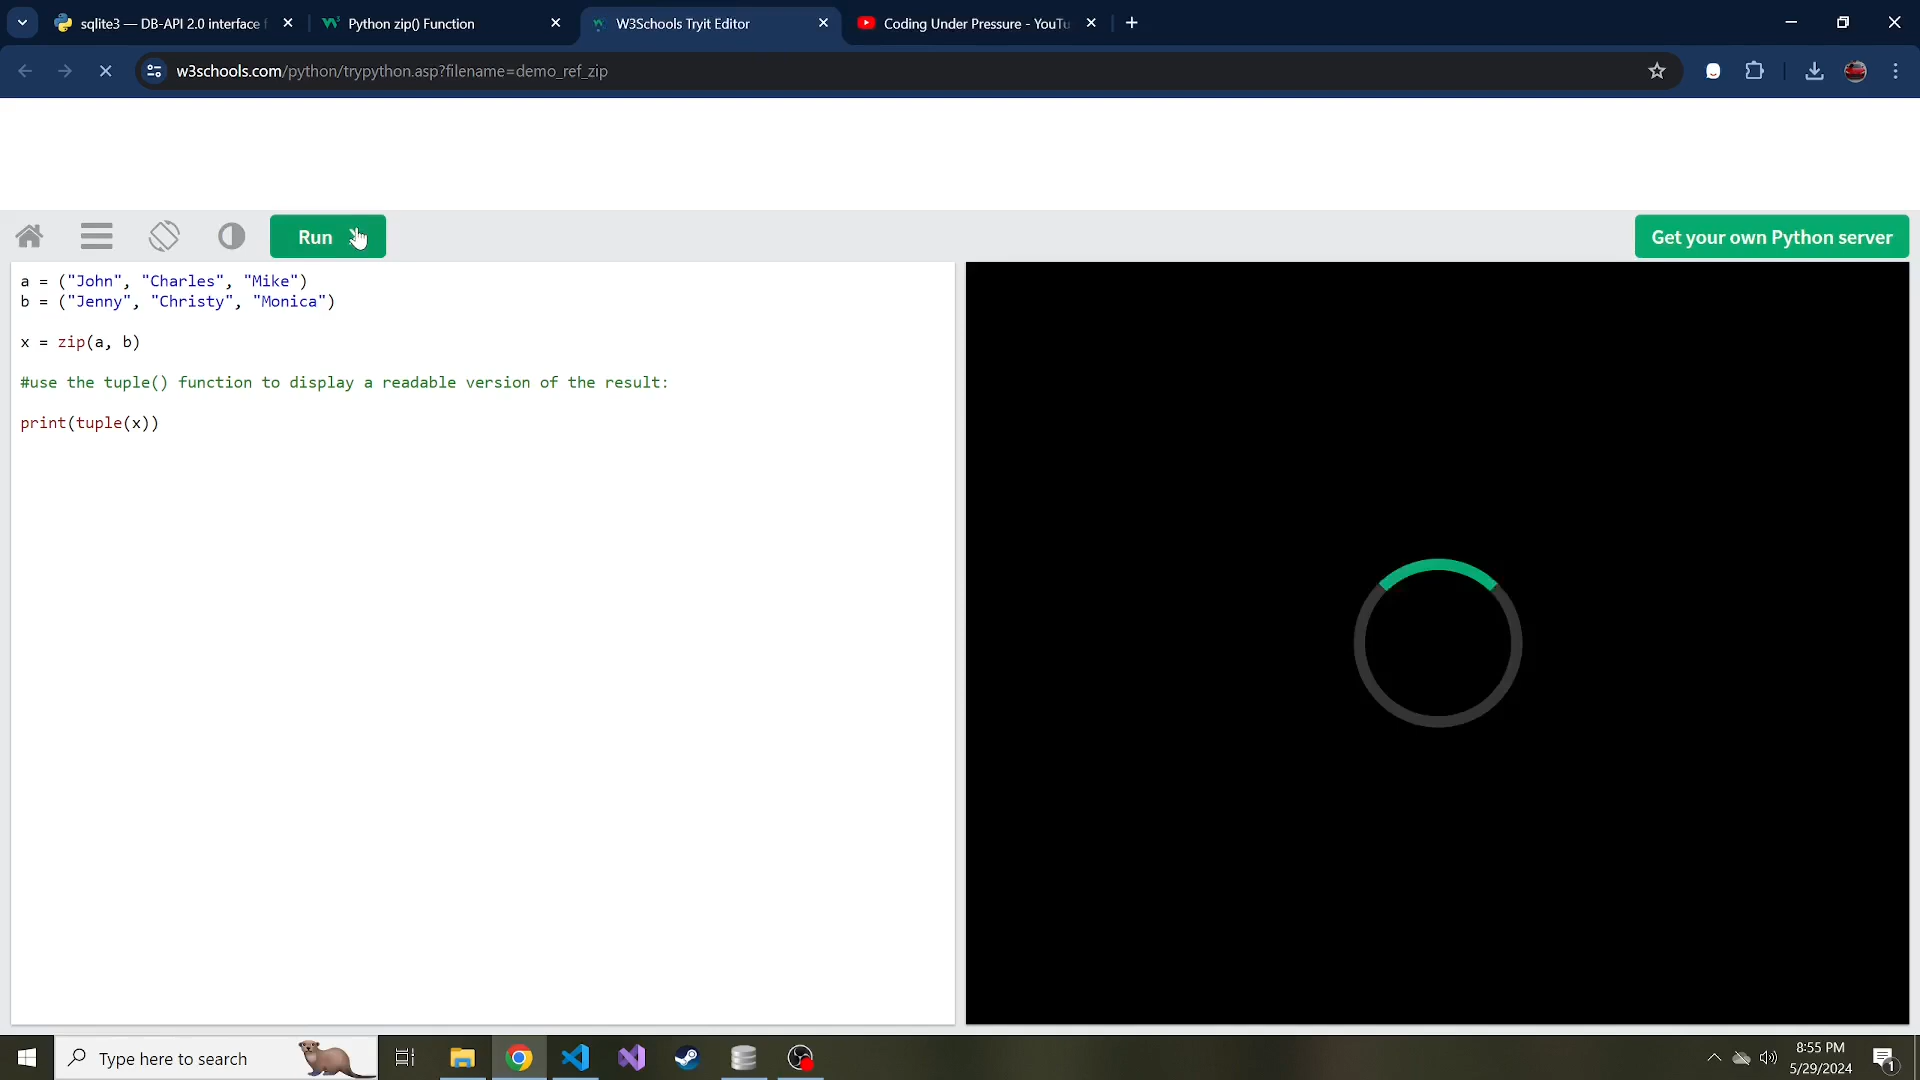 sqlite3 — DB-API 2.0 interface f
Python zip() Function
W3Schools Tryit Editor
Coding Under Pressure - YouTu
w3schools.com/python/trypython.asp?filename=demo_ref_zip
Run
Get your own Python server
a = ("John", "Charles", "Mike")
b = ("Jenny", "Christy", "Monica")
x = zip(a, b)
#use the tuple() function to display a readable version of the result:
print(tuple(x))
Type here to search
8:55 PM
5/29/2024
1